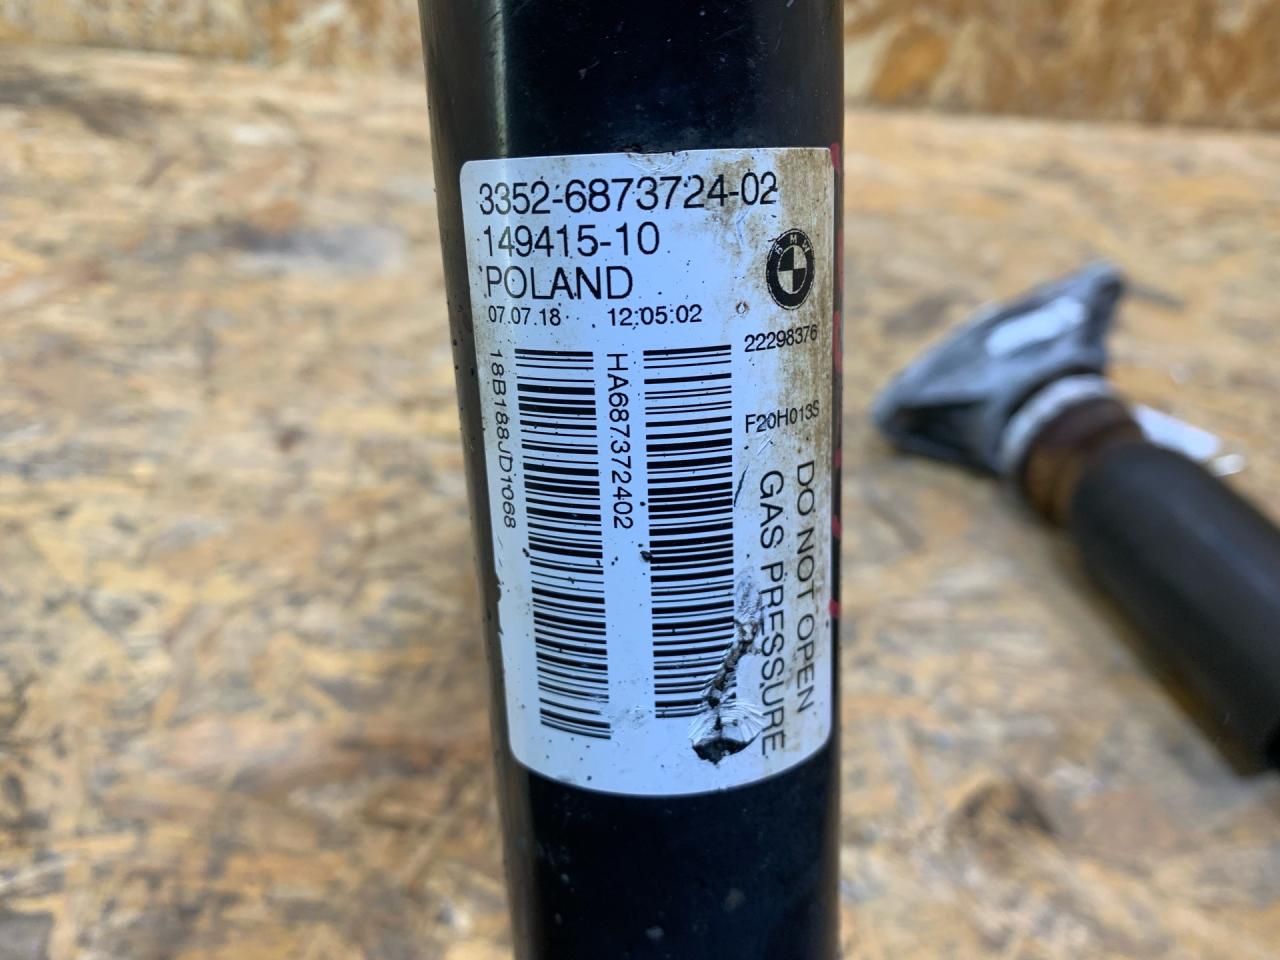 3352-6873724-02
149415-10
POLAND
07.07.18 12:05:02
BMW
22298376
F20H013S
18B188JD1068
HA687372402
DO NOT OPEN
GAS PRESSURE